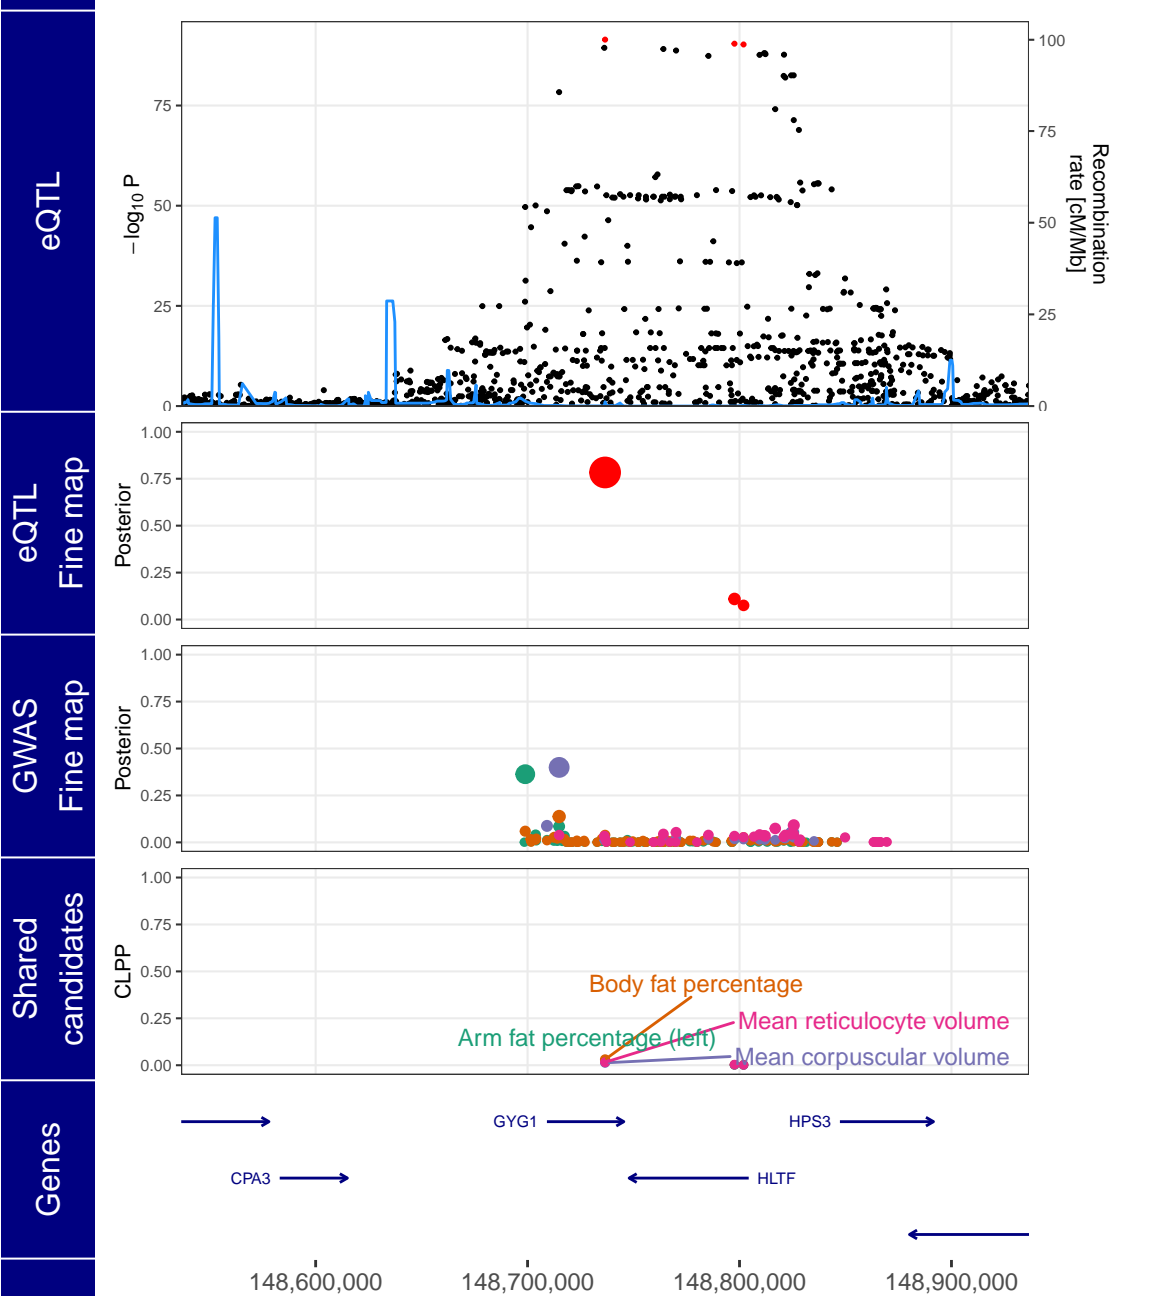 eQTL
−log10 P
75
50
25
0
100
75
50
25
0
Recombination
rate [cM/Mb]
eQTL
Fine map
Posterior
1.00
0.75
0.50
0.25
0.00
GWAS
Fine map
Posterior
1.00
0.75
0.50
0.25
0.00
Shared
candidates
CLPP
1.00
0.75
0.50
0.25
0.00
Body fat percentage
Mean reticulocyte volume
Arm fat percentage (left)
Mean corpuscular volume
Genes
GYG1
HPS3
CPA3
HLTF
148,600,000
148,700,000
148,800,000
148,900,000